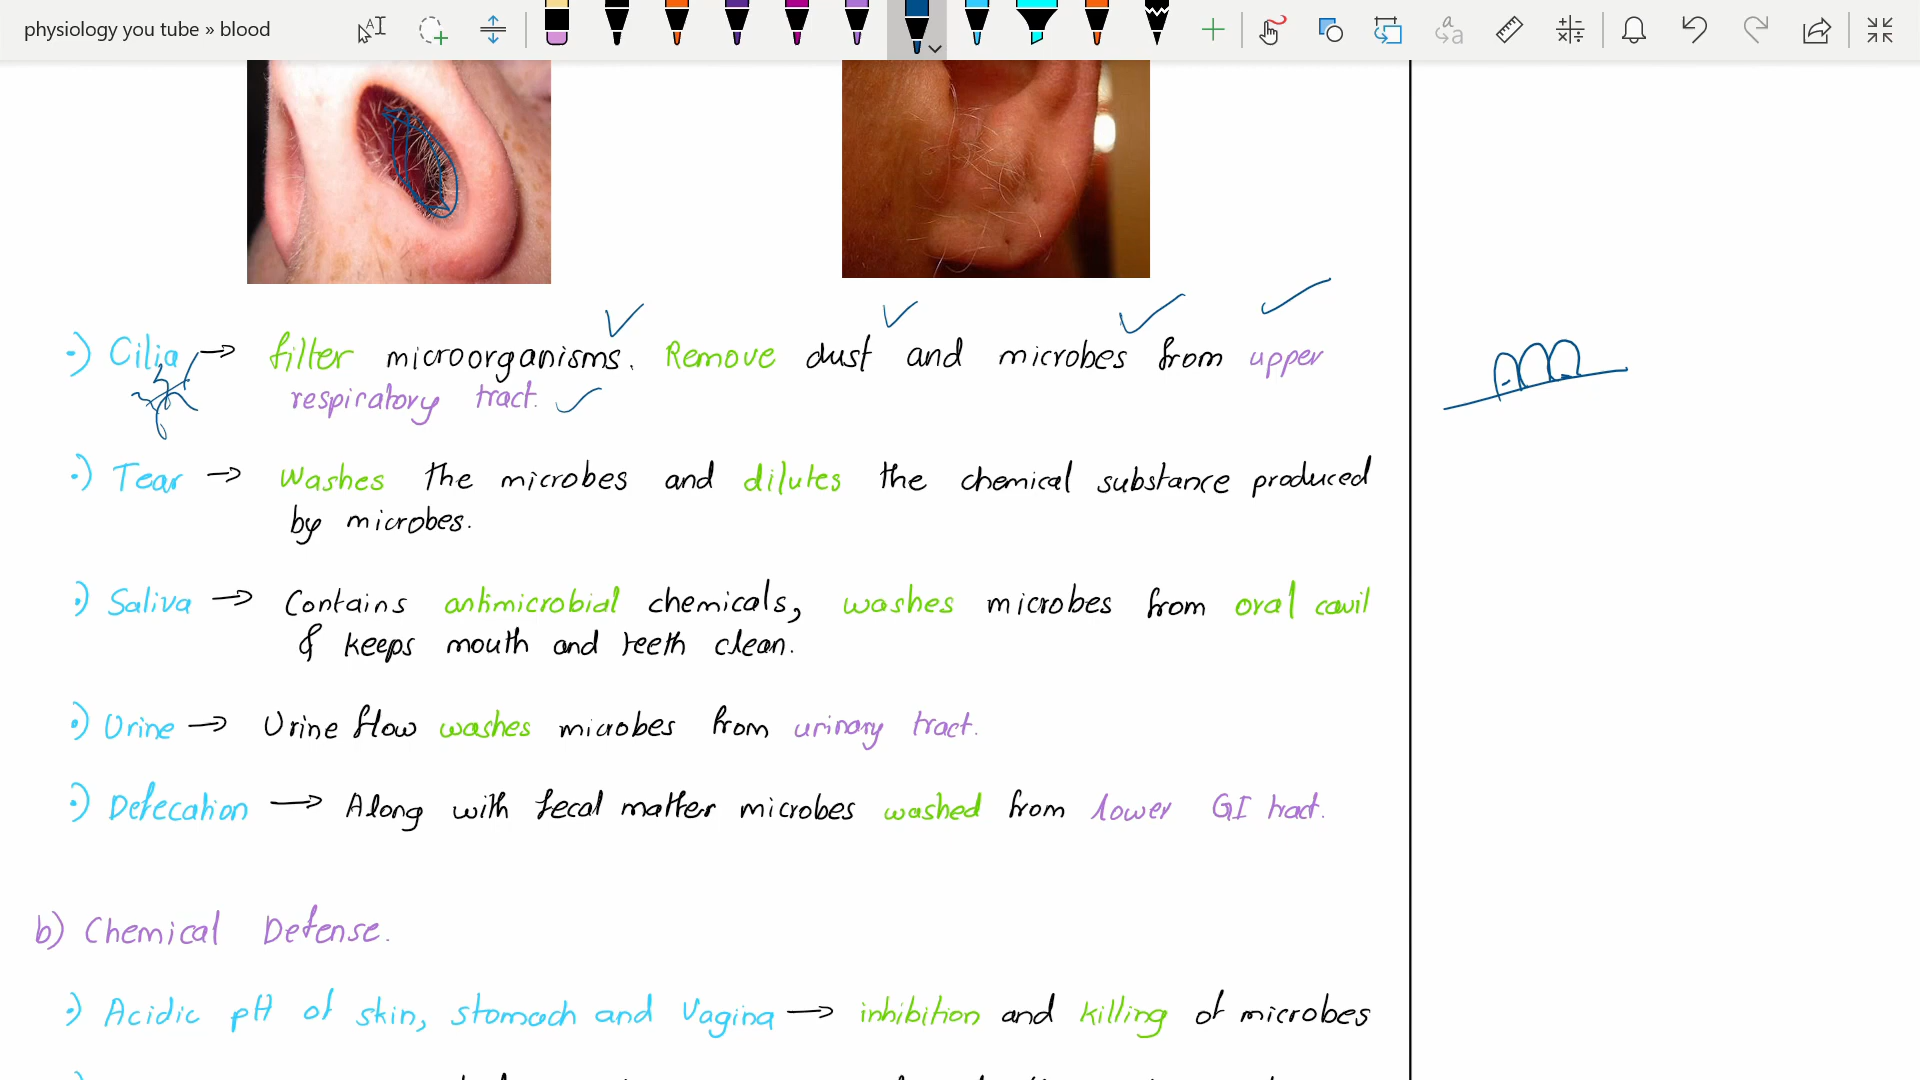 physiology you tube » blood
•) Cilia → filter microorganisms. Remove dust and microbes from upper
respiratory tract.
•) Tear → Washes the microbes and dilutes the chemical substance produced
by microbes.
•) Saliva → Contains antimicrobial chemicals, washes microbes from oral cavit
& keeps mouth and teeth clean.
•) Urine → Urine flow washes microbes from urinary tract.
•) Defecation → Along with fecal matter microbes washed from lower GI tract.
b) Chemical Defense.
•) Acidic pH of skin, stomach and Vagina → inhibition and killing of microbes